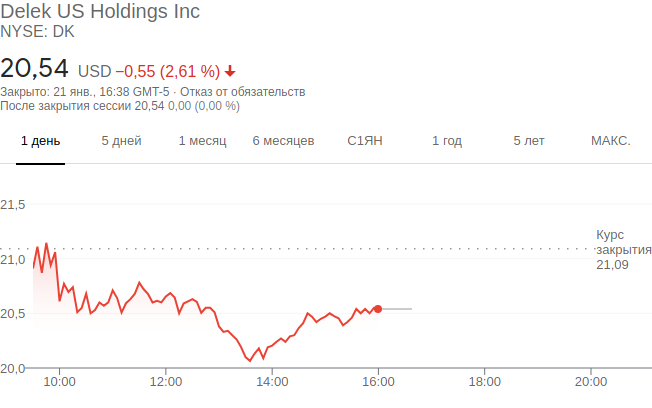 Delek US Holdings Inc
NYSE: DK
20,54 USD −0,55 (2,61 %)
Закрыто: 21 янв., 16:38 GMT-5 · Отказ от обязательств
После закрытия сессии 20,54 0,00 (0,00 %)
1 день 5 дней 1 месяц 6 месяцев С1ЯН 1 год 5 лет МАКС.
21,5
Курс
закрытия
21,0
21,09
20,5
20,0
10:00 12:00 14:00 16:00 18:00 20:00